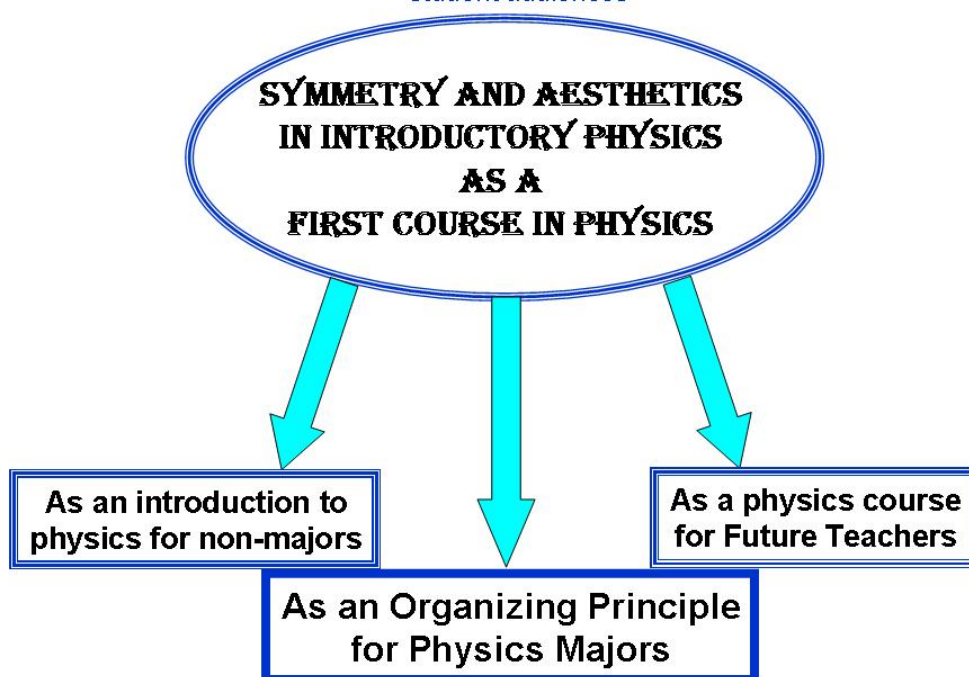 SYMMETRY AND AESTHETICS
IN INTRODUCTORY PHYSICS
AS A
FIRST COURSE IN PHYSICS
As an introduction to
physics for non-majors
As a physics course
for Future Teachers
As an Organizing Principle
for Physics Majors